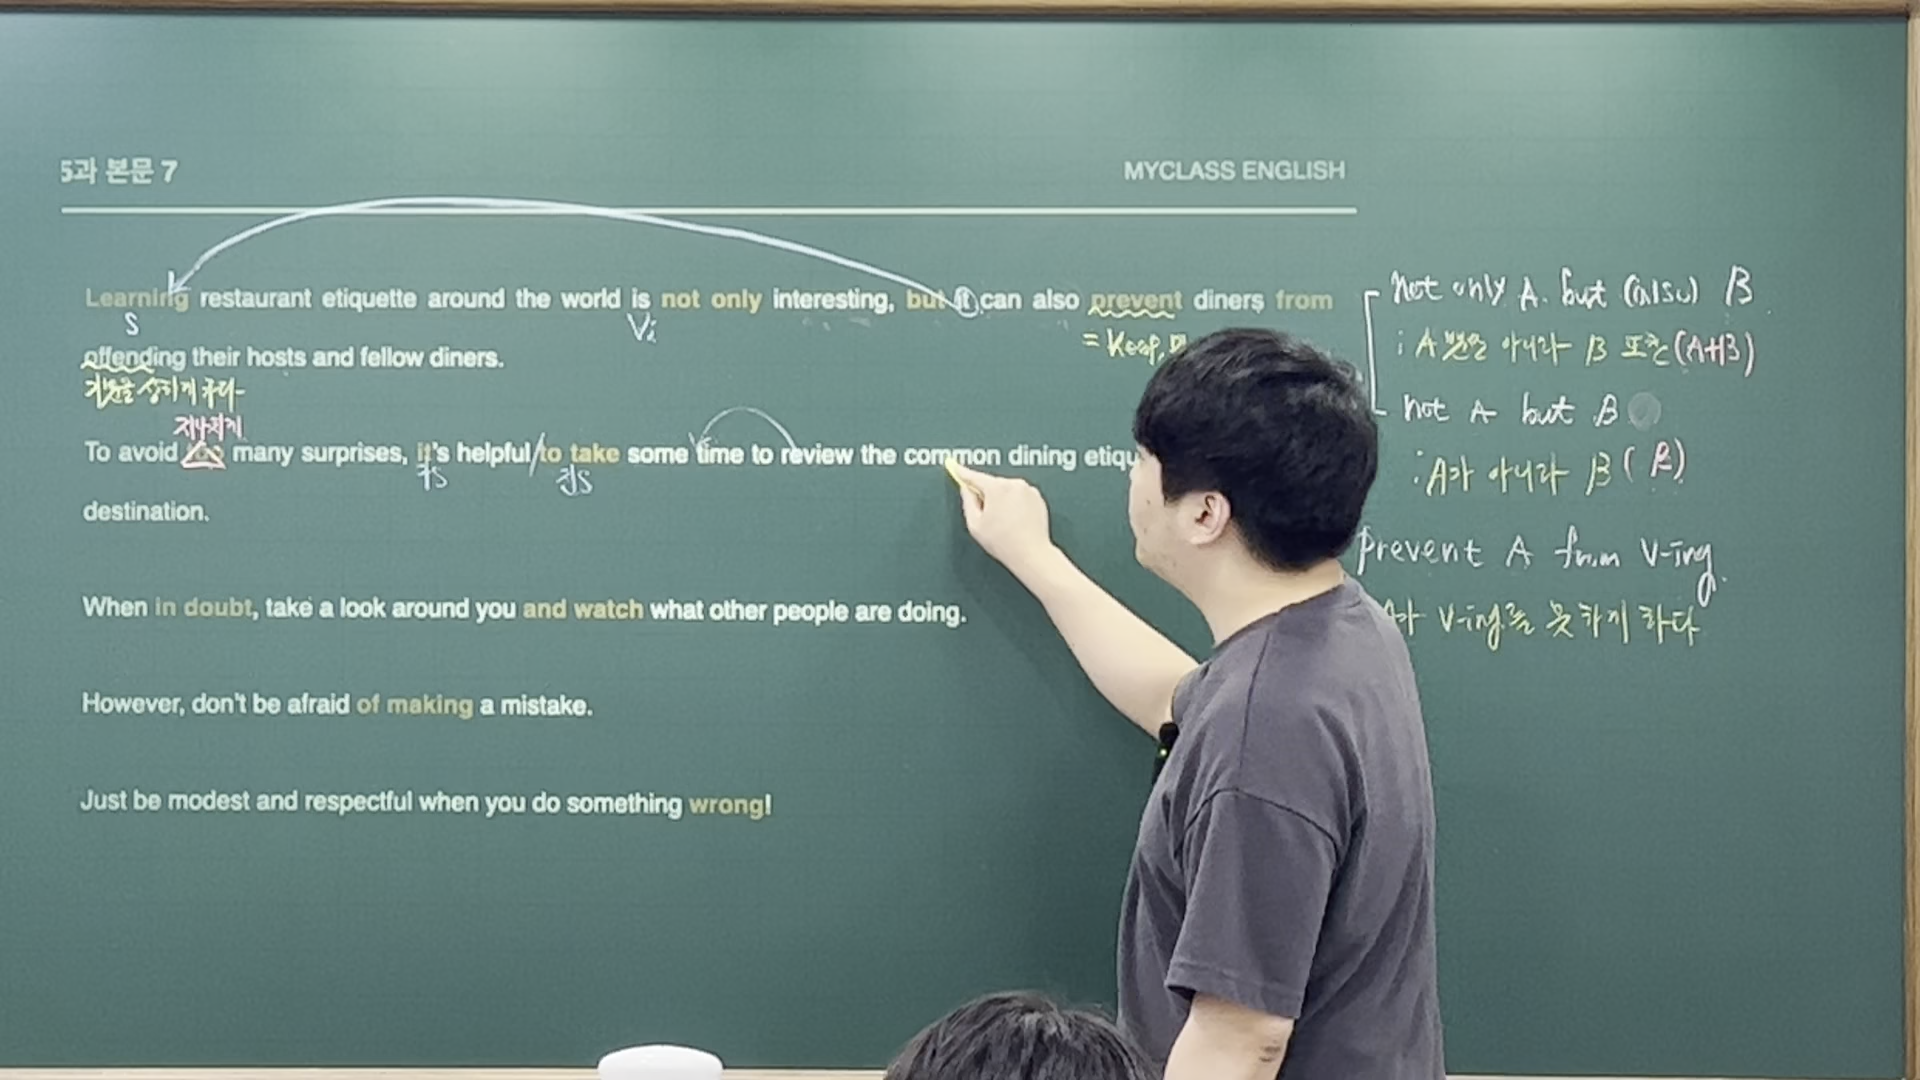 5과 본문 7
MYCLASS ENGLISH
Learning restaurant etiquette around the world is not only interesting, but it can also prevent diners from
S
Vi
= keep,
offending their hosts and fellow diners.
기분을 상하게 하다
지나치게
To avoid too many surprises, it's helpful to take some time to review the common dining etiqu
가S
진S
destination.
When in doubt, take a look around you and watch what other people are doing.
However, don't be afraid of making a mistake.
Just be modest and respectful when you do something wrong!
not only A but (also) B
: A 뿐만 아니라 B 또한 (A+B)
not A but B
: A가 아니라 B (B)
prevent A from V-ing
A가 V-ing를 못하게 하다